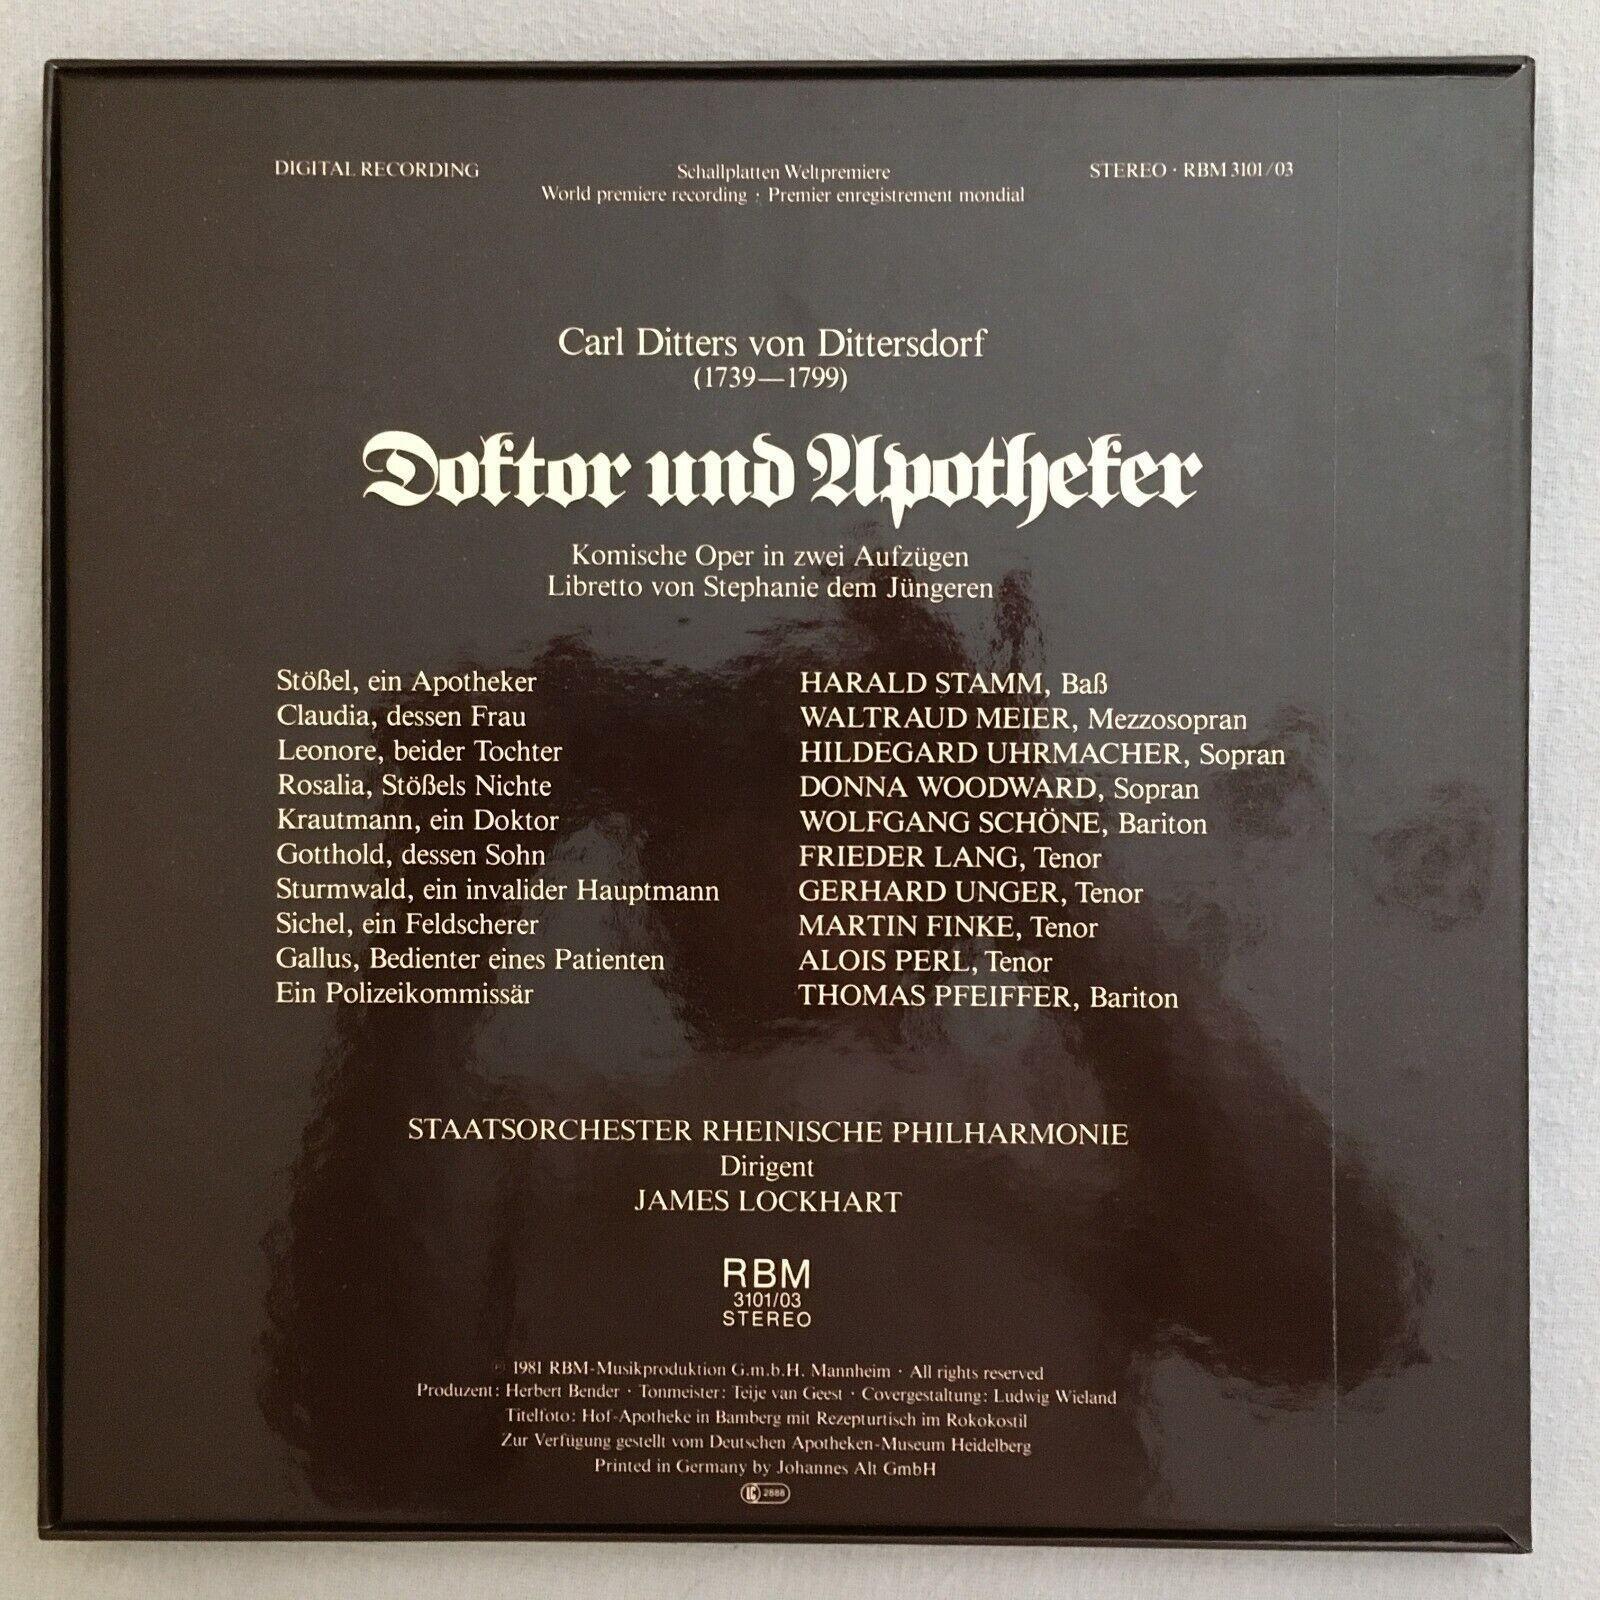 DIGITAL RECORDING
Schallplatten Weltpremiere
STEREO · RBM 3101/03
World premiere recording · Premier enregistrement mondial
Carl Ditters von Dittersdorf
(1739—1799)
Doktor und Apotheker
Komische Oper in zwei Aufzügen
Libretto von Stephanie dem Jüngeren
Stößel, ein Apotheker HARALD STAMM, Baß
Claudia, dessen Frau WALTRAUD MEIER, Mezzosopran
Leonore, beider Tochter HILDEGARD UHRMACHER, Sopran
Rosalia, Stößels Nichte DONNA WOODWARD, Sopran
Krautmann, ein Doktor WOLFGANG SCHÖNE, Bariton
Gotthold, dessen Sohn FRIEDER LANG, Tenor
Sturmwald, ein invalider Hauptmann GERHARD UNGER, Tenor
Sichel, ein Feldscherer MARTIN FINKE, Tenor
Gallus, Bedienter eines Patienten ALOIS PERL, Tenor
Ein Polizeikommissär THOMAS PFEIFFER, Bariton
STAATSORCHESTER RHEINISCHE PHILHARMONIE
Dirigent
JAMES LOCKHART
RBM
3101/03
STEREO
℗ 1981 RBM-Musikproduktion G.m.b.H. Mannheim · All rights reserved
Produzent: Herbert Bender · Tonmeister: Teije van Geest · Covergestaltung: Ludwig Wieland
Titelfoto: Hof-Apotheke in Bamberg mit Rezepturtisch im Rokokostil
Zur Verfügung gestellt vom Deutschen Apotheken-Museum Heidelberg
Printed in Germany by Johannes Alt GmbH
LC 2888